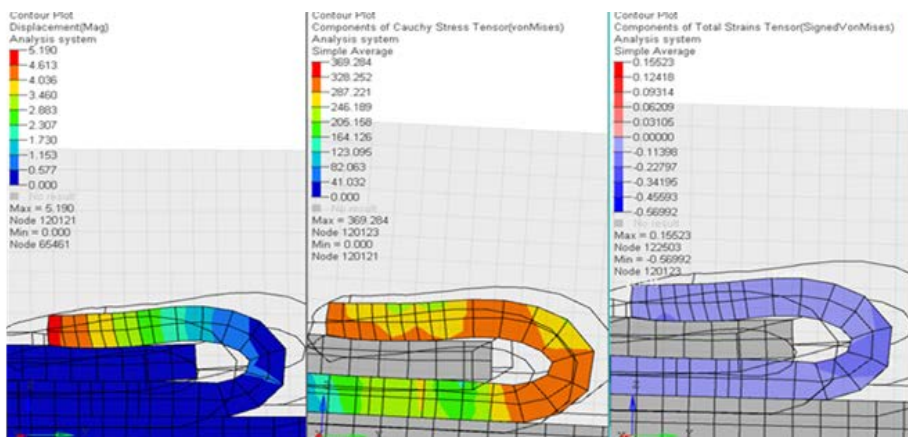 Contour Plot
Displacement(Mag)
Analysis system
5.190
4.613
4.036
3.460
2.883
2.307
1.730
1.153
0.577
0.000
No result
Max = 5.190
Node 120121
Min = 0.000
Node 65461
Contour Plot
Components of Cauchy Stress Tensor(vonMises)
Analysis system
Simple Average
369.284
328.252
287.221
246.189
205.158
164.126
123.095
82.063
41.032
0.000
No result
Max = 369.284
Node 120123
Min = 0.000
Node 120121
Contour Plot
Components of Total Strains Tensor(SignedVonMises)
Analysis system
Simple Average
0.15523
0.12418
0.09314
0.06209
0.03105
0.00000
-0.11398
-0.22797
-0.34195
-0.45593
-0.56992
No result
Max = 0.15523
Node 122503
Min = -0.56992
Node 120123